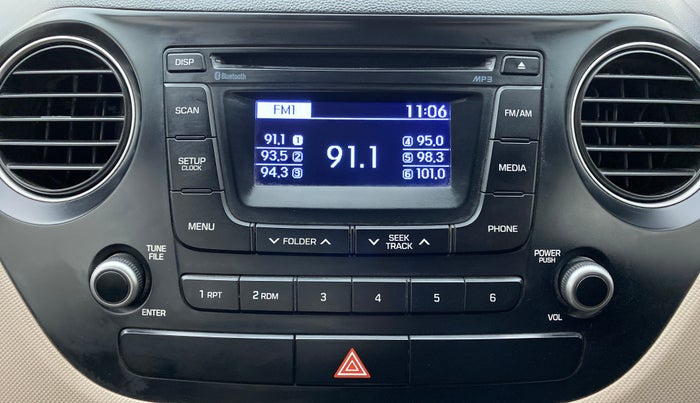 DISP
Bluetooth
MP3
SCAN
FM1 11:06
FM/AM
91.1 1 91.1 4 95.0
93.5 2 5 98.3
94.3 3 6 101.0
SETUP
CLOCK
MEDIA
MENU
FOLDER
SEEK
TRACK
PHONE
TUNE
FILE
POWER
PUSH
1 RPT 2 RDM 3 4 5 6
ENTER
VOL